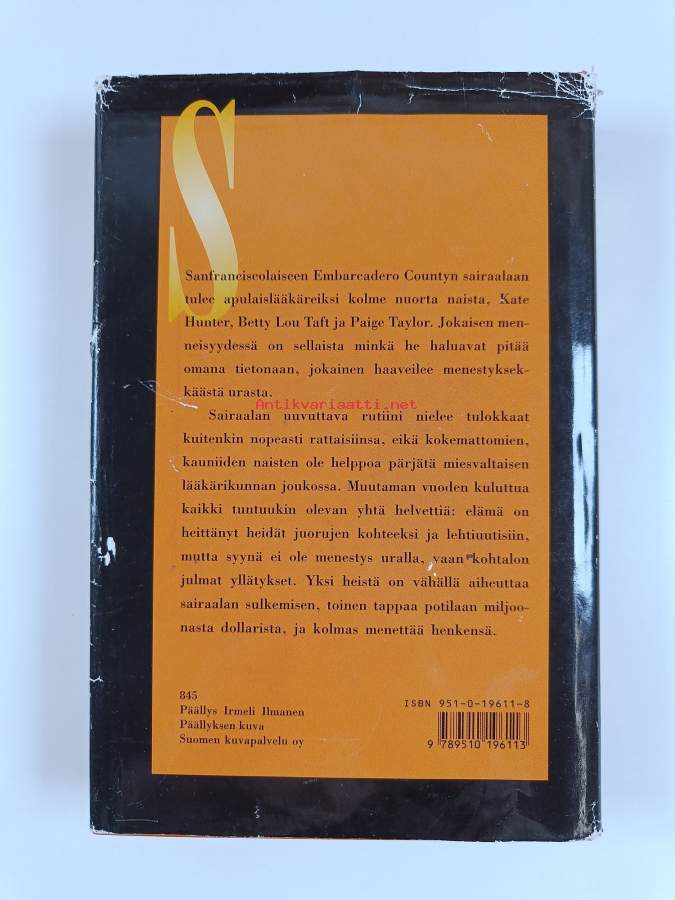 S
Sanfranciscolaiseen Embarcadero Countyn sairaalaan
tulee apulaislääkäreiksi kolme nuorta naista, Kate
Hunter, Betty Lou Taft ja Paige Taylor. Jokaisen men-
neisyydessä on sellaista minkä he haluavat pitää
omana tietonaan, jokainen haaveilee menestyksek-
käästä urasta.
Antikvariaatti.net
Sairaalan uuvuttava rutiini nielee tulokkaat
kuitenkin nopeasti rattaisiinsa, eikä kokemattomien,
kauniiden naisten ole helppoa pärjätä miesvaltaisen
lääkärikunnan joukossa. Muutaman vuoden kuluttua
kaikki tuntuukin olevan yhtä helvettiä: elämä on
heittänyt heidät juorujen kohteeksi ja lehtiuutisiin,
mutta syynä ei ole menestys uralla, vaan kohtalon
julmat yllätykset. Yksi heistä on vähällä aiheuttaa
sairaalan sulkemisen, toinen tappaa potilaan miljoo-
nasta dollarista, ja kolmas menettää henkensä.
845
Päällys Irmeli Ilmanen
Päällyksen kuva
Suomen kuvapalvelu oy
ISBN 951-0-19611-8
9 789510 196113